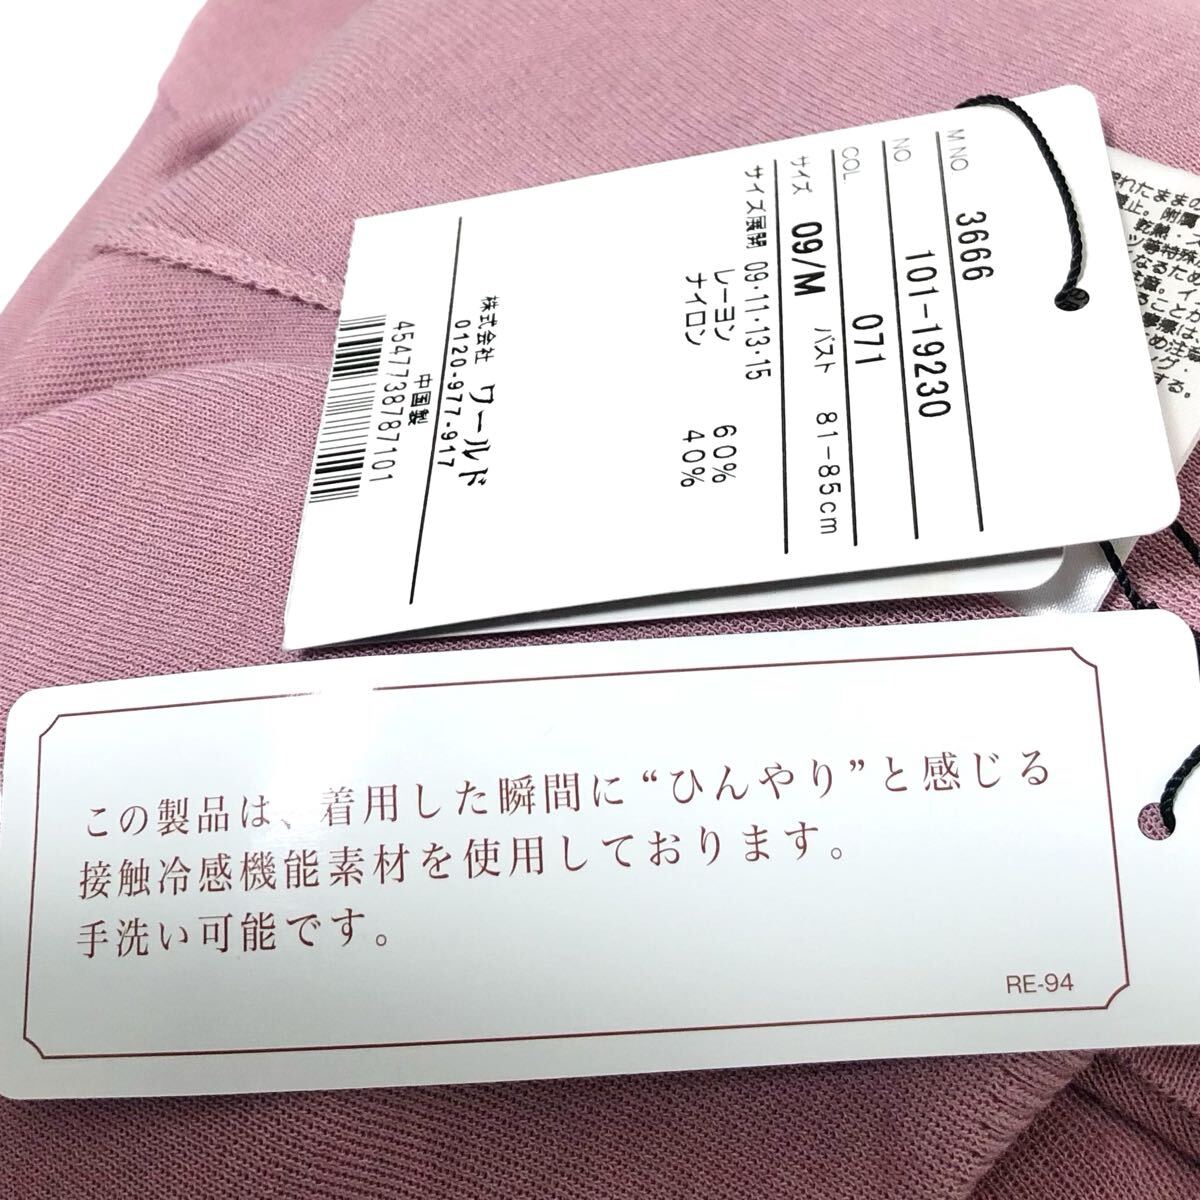 M NO 3666
NO 101-19230
COL 071
サイズ 09/M バスト 81-85cm
サイズ展開 09・11・13・15
レーヨン 60%
ナイロン 40%
株式会社 ワールド
0120-977-917
中国製
4547738787101
この製品は、着用した瞬間に“ひんやり”と感じる
接触冷感機能素材を使用しております。
手洗い可能です。
RE-94